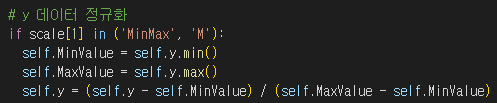 # y 데이터 정규화
if scale[1] in ('MinMax', 'M'):
  self.MinValue = self.y.min()
  self.MaxValue = self.y.max()
  self.y = (self.y - self.MinValue) / (self.MaxValue - self.MinValue)